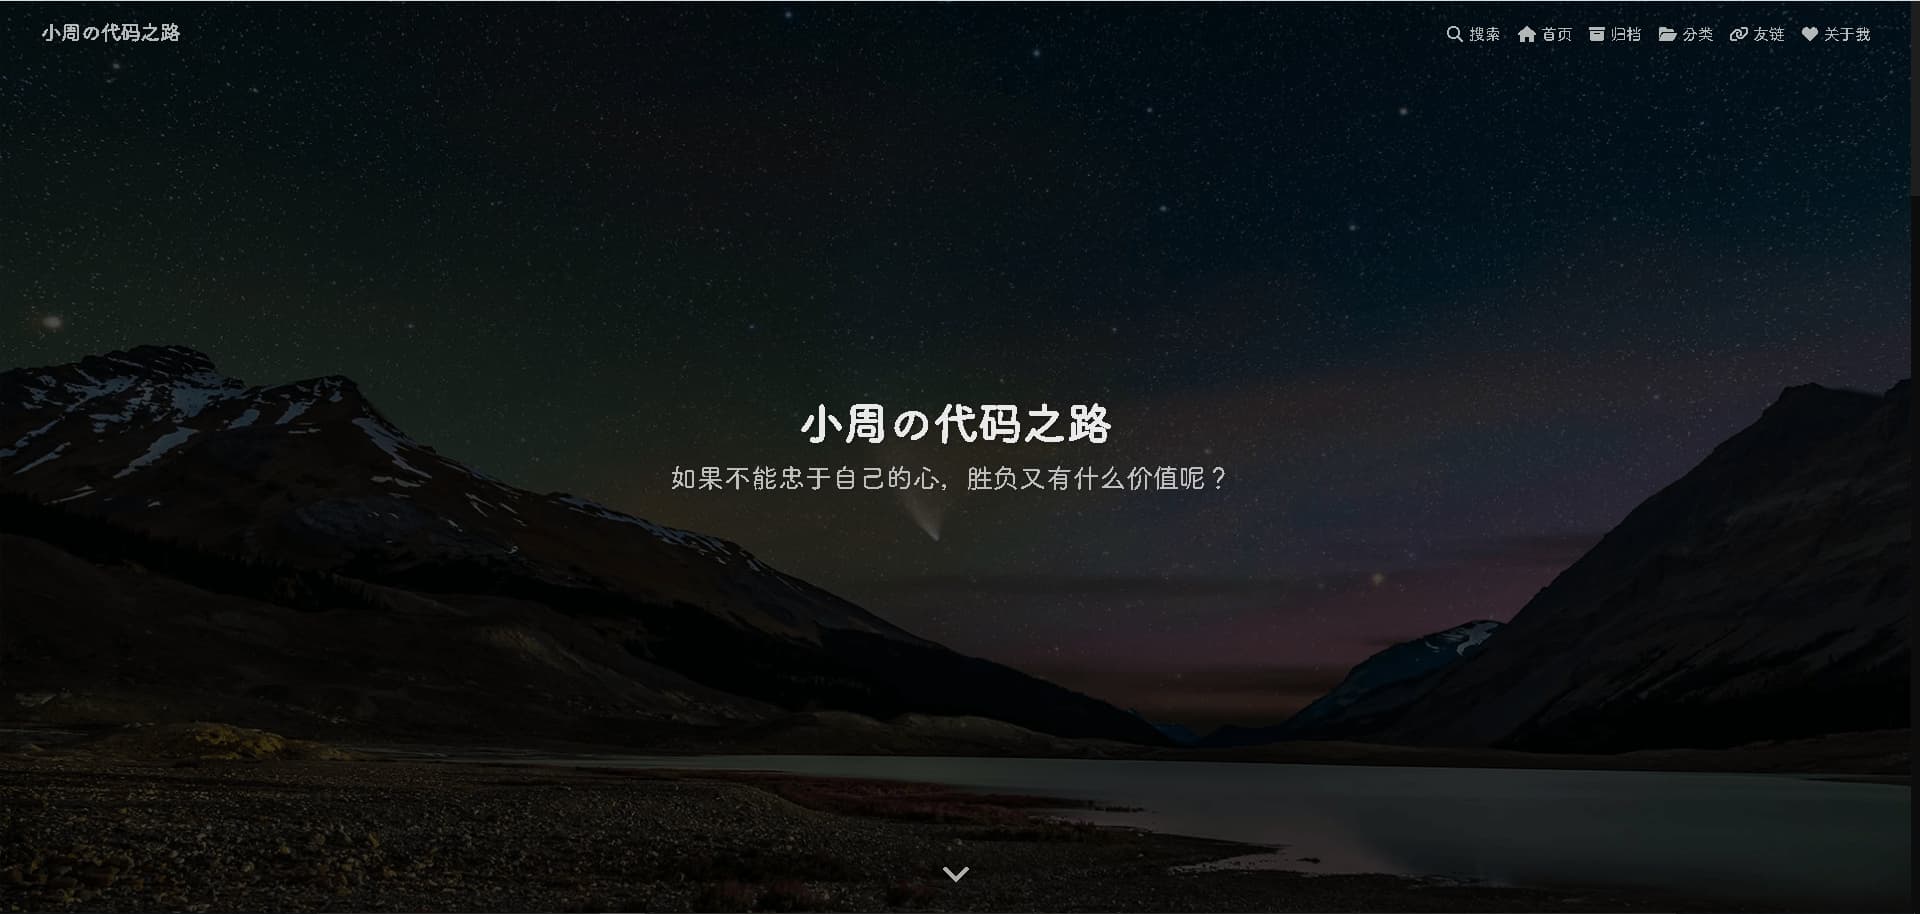 小周の代码之路
搜索 首页 归档 分类 友链 关于我
小周の代码之路
如果不能忠于自己的心，胜负又有什么价值呢？